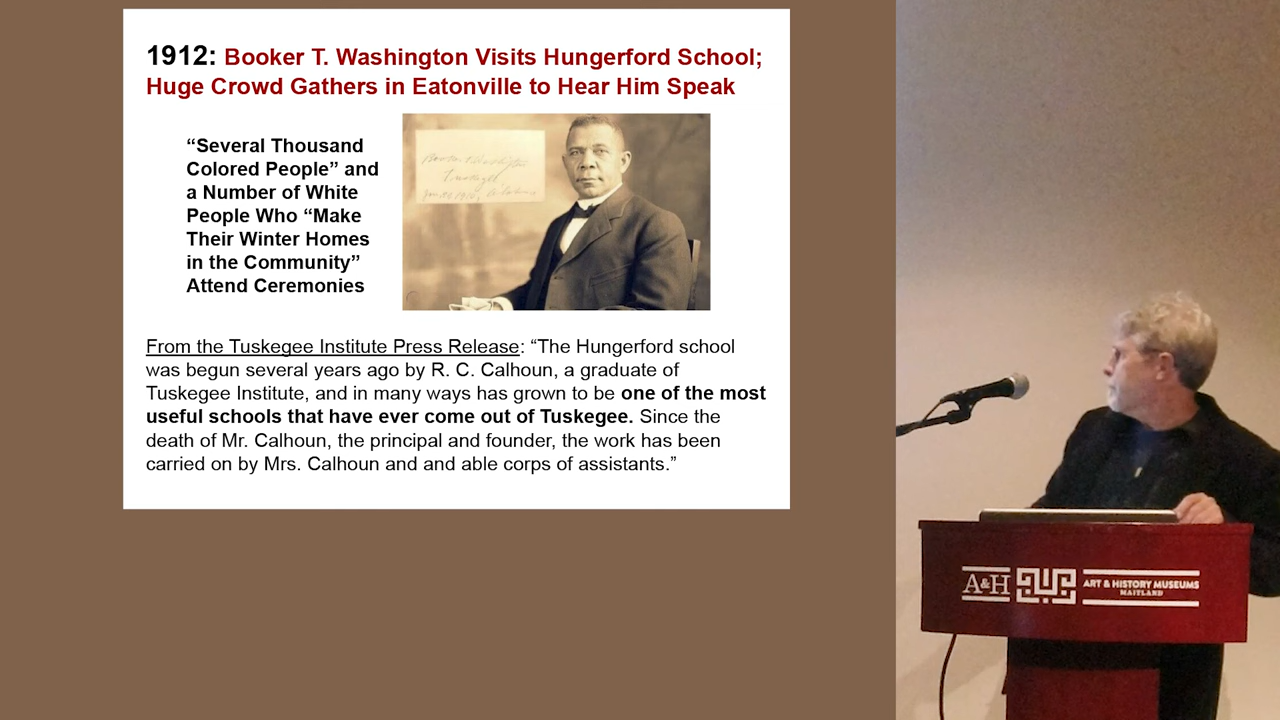 1912: Booker T. Washington Visits Hungerford School;
Huge Crowd Gathers in Eatonville to Hear Him Speak
“Several Thousand
Colored People” and
a Number of White
People Who “Make
Their Winter Homes
in the Community”
Attend Ceremonies
Booker T. Washington
Tuskegee,
Alabama
From the Tuskegee Institute Press Release: “The Hungerford school
was begun several years ago by R. C. Calhoun, a graduate of
Tuskegee Institute, and in many ways has grown to be one of the most
useful schools that have ever come out of Tuskegee. Since the
death of Mr. Calhoun, the principal and founder, the work has been
carried on by Mrs. Calhoun and and able corps of assistants.”
A&H
ART & HISTORY MUSEUMS
MAITLAND